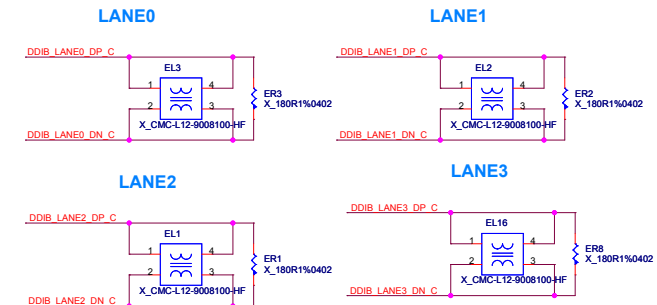 LANE0
DDIB_LANE0_DP_C
EL3
1
4
2
3
X_CMC-L12-9008100-HF
ER3
X_180R1%0402
DDIB_LANE0_DN_C
LANE1
DDIB_LANE1_DP_C
EL2
1
4
2
3
X_CMC-L12-9008100-HF
ER2
X_180R1%0402
DDIB_LANE1_DN_C
LANE2
DDIB_LANE2_DP_C
EL1
1
4
2
3
X_CMC-L12-9008100-HF
ER1
X_180R1%0402
DDIB_LANE2_DN_C
LANE3
DDIB_LANE3_DP_C
EL16
1
4
2
3
X_CMC-L12-9008100-HF
ER8
X_180R1%0402
DDIB_LANE3_DN_C